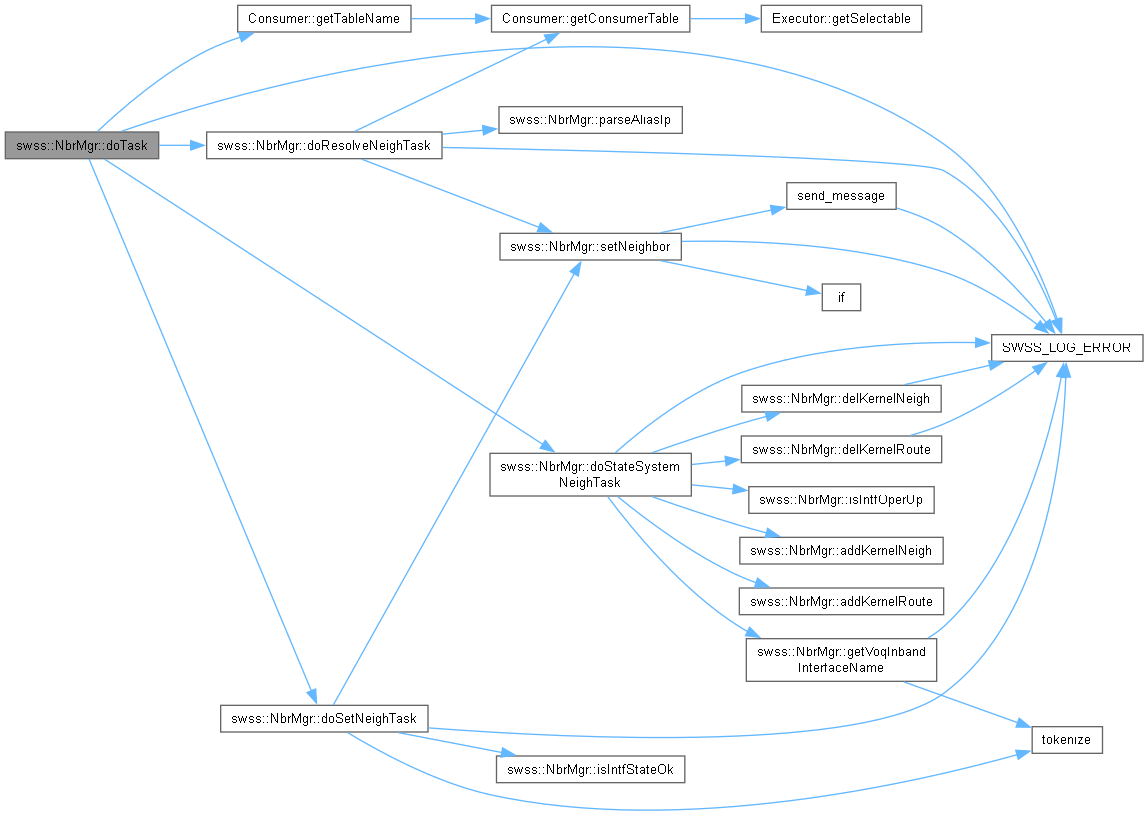 Consumer::getTableName
Consumer::getConsumerTable
Executor::getSelectable
swss::NbrMgr::parseAliasIp
swss::NbrMgr::doTask
swss::NbrMgr::doResolveNeighTask
send_message
swss::NbrMgr::setNeighbor
if
SWSS_LOG_ERROR
swss::NbrMgr::delKernelNeigh
swss::NbrMgr::delKernelRoute
swss::NbrMgr::doStateSystem
NeighTask
swss::NbrMgr::isIntfOperUp
swss::NbrMgr::addKernelNeigh
swss::NbrMgr::addKernelRoute
swss::NbrMgr::getVoqInband
InterfaceName
swss::NbrMgr::doSetNeighTask
tokenize
swss::NbrMgr::isIntfStateOk